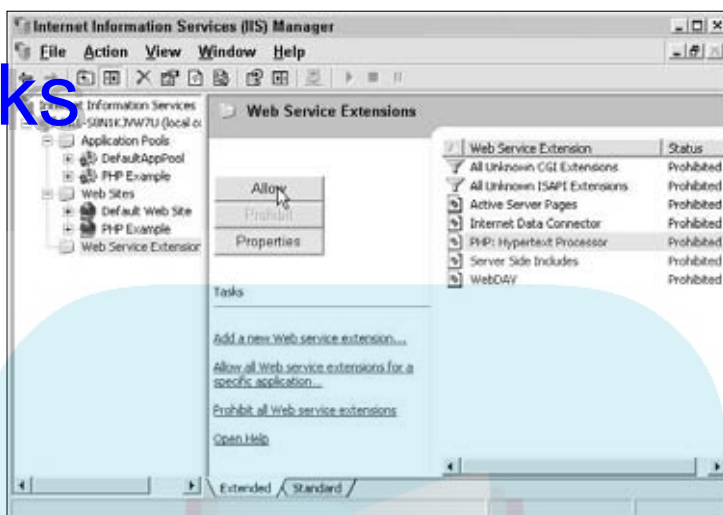 Internet Information Services (IIS) Manager
File Action View Window Help
ks
Internet Information Services
(local co
Application Pools
DefaultAppPool
PHP Example
Web Sites
Default Web Site
PHP Example
Web Service Extension
Web Service Extensions
Allow
Prohibit
Properties
Tasks
Add a new Web service extension...
Allow all Web service extensions for a
specific application...
Prohibit all Web service extensions
Open Help
Web Service Extension Status
All Unknown CGI Extensions Prohibited
All Unknown ISAPI Extensions Prohibited
Active Server Pages Prohibited
Internet Data Connector Prohibited
PHP: Hypertext Processor Prohibited
Server Side Includes Prohibited
WebDAV Prohibited
Extended Standard